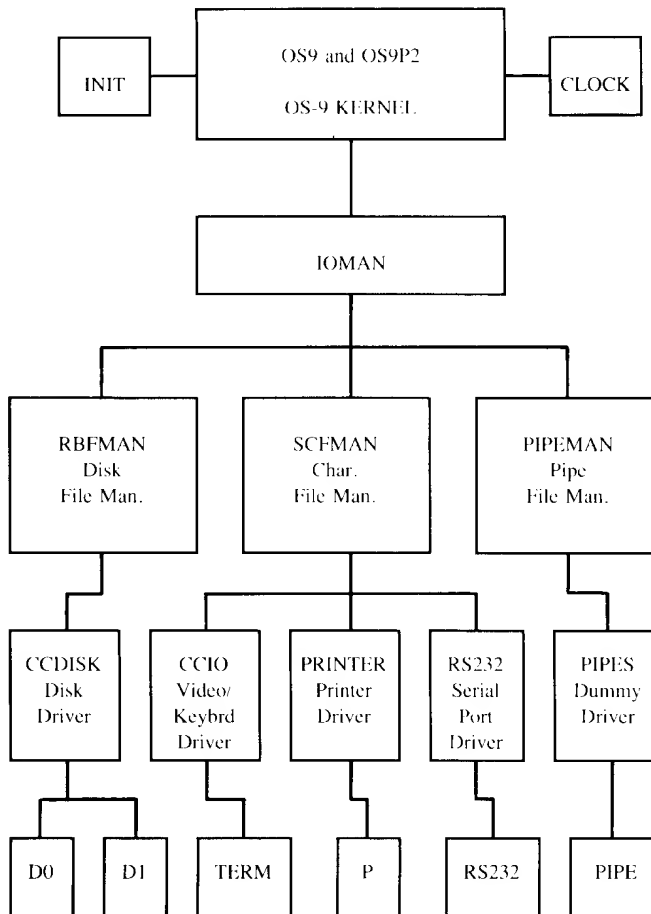 OS9 and OS9P2
INIT
CLOCK
OS-9 KERNEL
IOMAN
RBFMAN
Disk
File Man.
SCFMAN
Char.
File Man.
PIPEMAN
Pipe
File Man.
CCDISK
Disk
Driver
CCIO
Video/
Keybrd
Driver
PRINTER
Printer
Driver
RS232
Serial
Port
Driver
PIPES
Dummy
Driver
D0
D1
TERM
P
RS232
PIPE